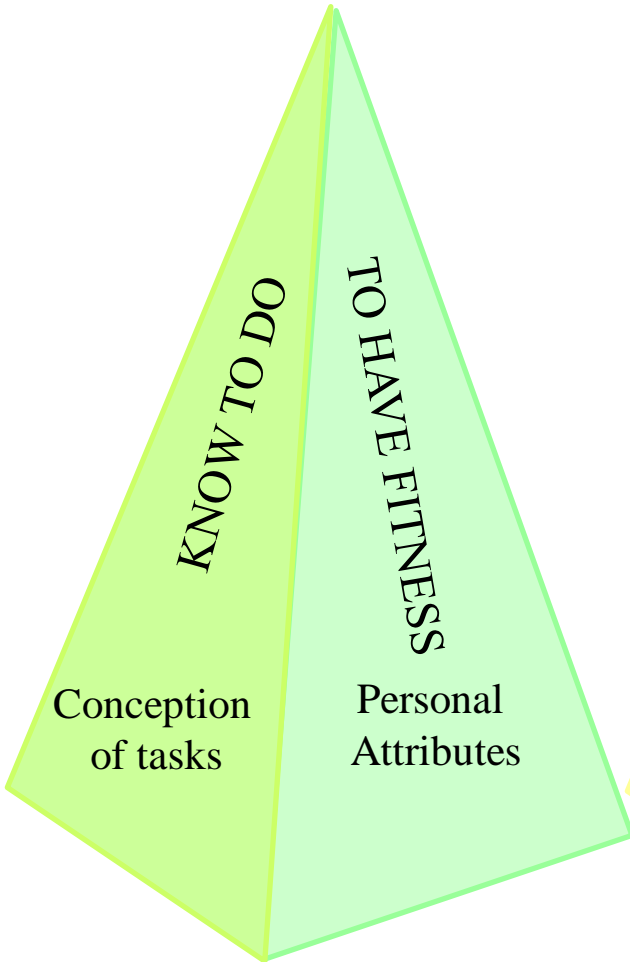 KNOW TO DO
TO HAVE FITNESS
Conception
of tasks
Personal
Attributes